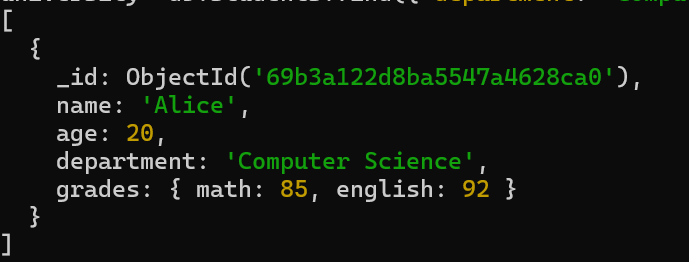 [
  {
    _id: ObjectId('69b3a122d8ba5547a4628ca0'),
    name: 'Alice',
    age: 20,
    department: 'Computer Science',
    grades: { math: 85, english: 92 }
  }
]